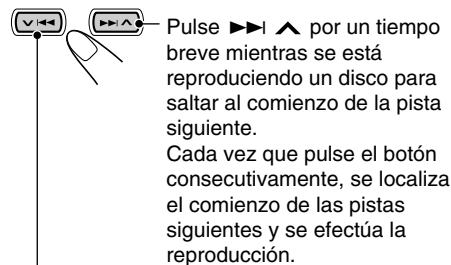 Pulse ►►I ∧ por un tiempo
breve mientras se está
reproduciendo un disco para
saltar al comienzo de la pista
siguiente.
Cada vez que pulse el botón
consecutivamente, se localiza
el comienzo de las pistas
siguientes y se efectúa la
reproducción.